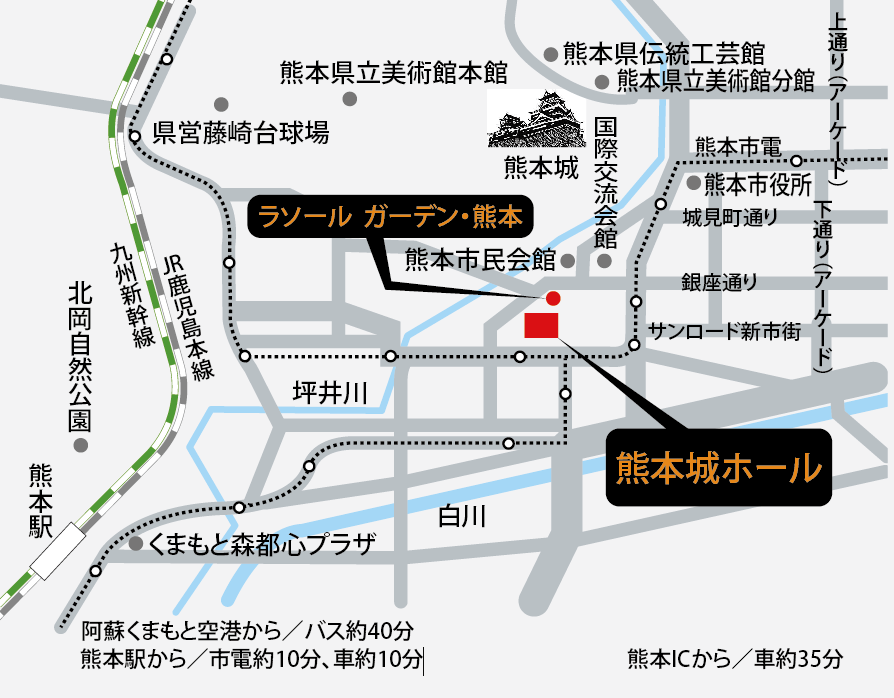 上通り（アーケード）
熊本県伝統工芸館
熊本県立美術館本館
熊本県立美術館分館
県営藤崎台球場
国際交流会館
熊本城
熊本市電
熊本市役所
ラソール ガーデン・熊本
城見町通り
下通り（アーケード）
熊本市民会館
九州新幹線
JR鹿児島本線
銀座通り
北岡自然公園
サンロード新市街
坪井川
熊本城ホール
熊本駅
白川
くまもと森都心プラザ
阿蘇くまもと空港から／バス約40分
熊本駅から／市電約10分、車約10分
熊本ICから／車約35分